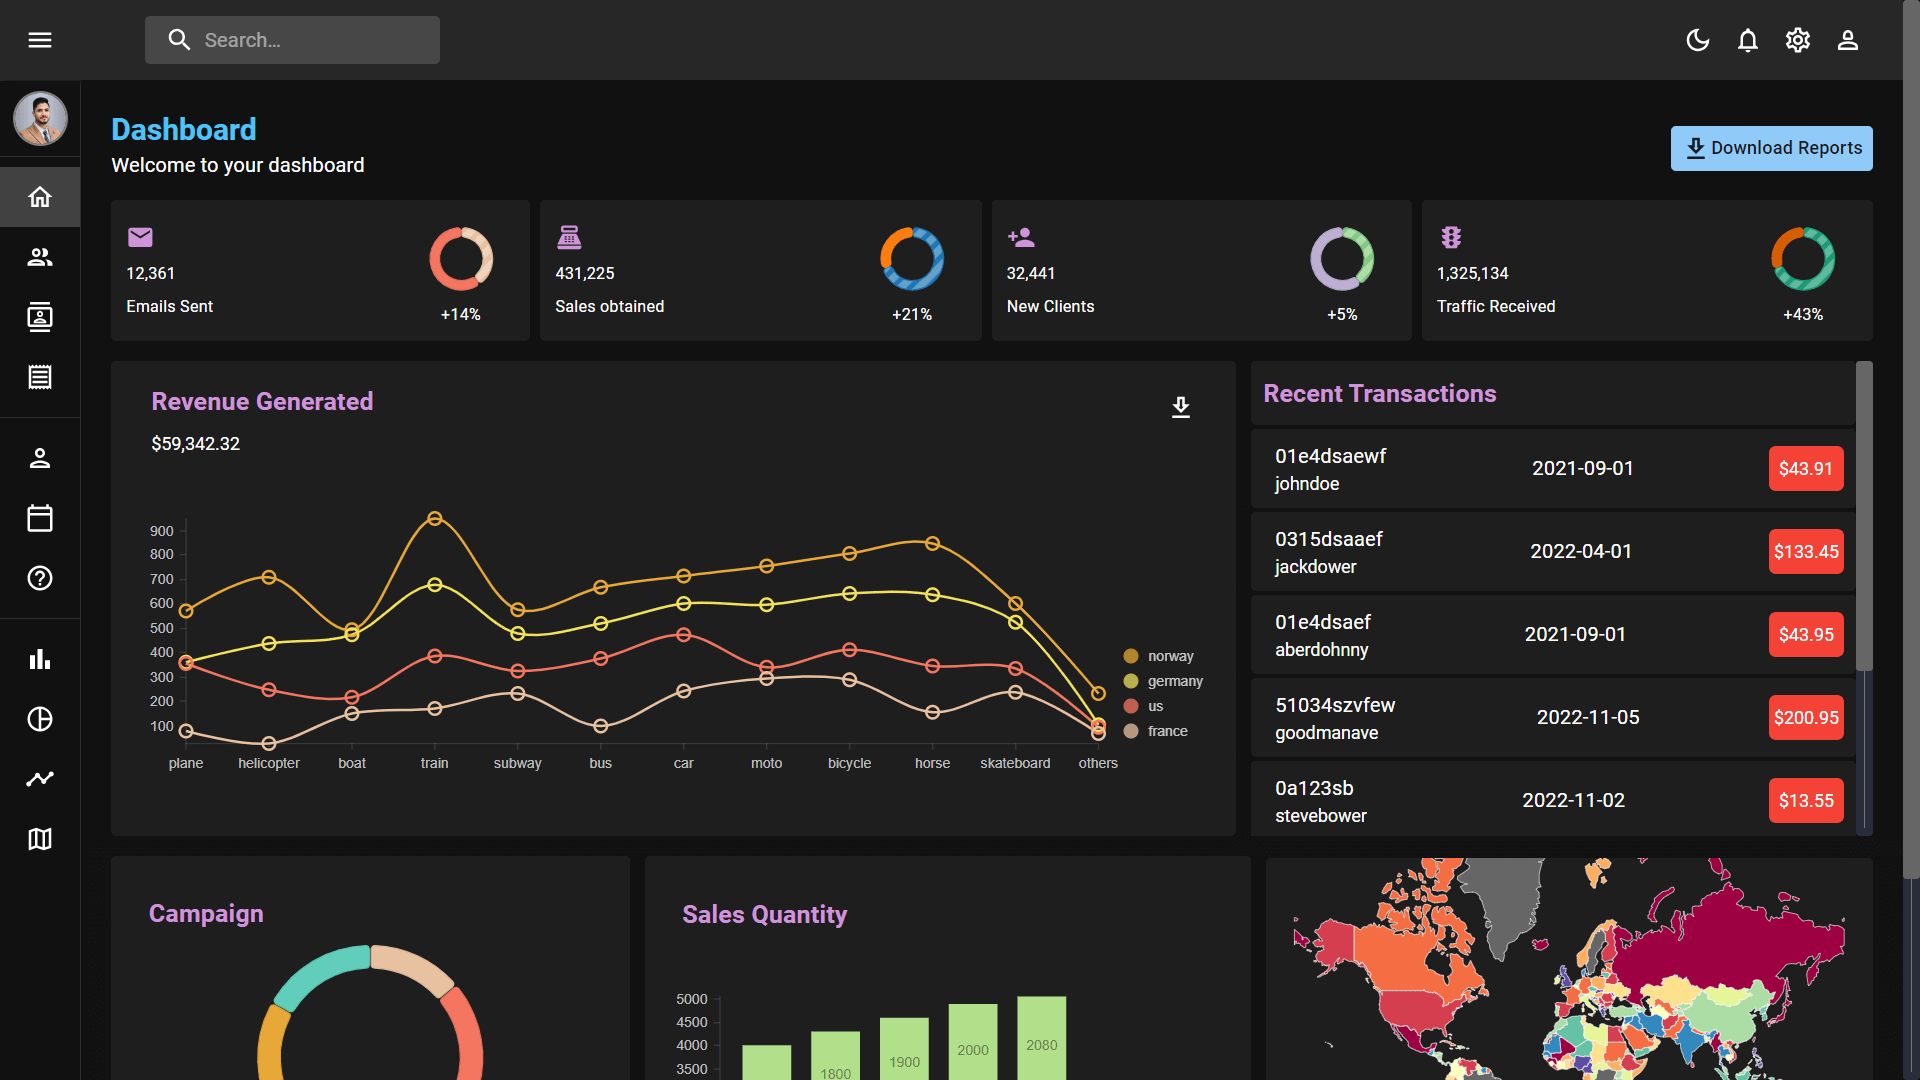 Search...
Dashboard
Welcome to your dashboard
Download Reports
12,361
Emails Sent
+14%
431,225
Sales obtained
+21%
32,441
New Clients
+5%
1,325,134
Traffic Received
+43%
Revenue Generated
$59,342.32
900
800
700
600
500
400
300
200
100
plane helicopter boat train subway bus car moto bicycle horse skateboard others
norway
germany
us
france
Recent Transactions
01e4dsaewf
johndoe
2021-09-01
$43.91
0315dsaaef
jackdower
2022-04-01
$133.45
01e4dsaef
aberdohnny
2021-09-01
$43.95
51034szvfew
goodmanave
2022-11-05
$200.95
0a123sb
stevebower
2022-11-02
$13.55
Campaign
Sales Quantity
5000
4500
4000
3500
1800
1900
2000
2080